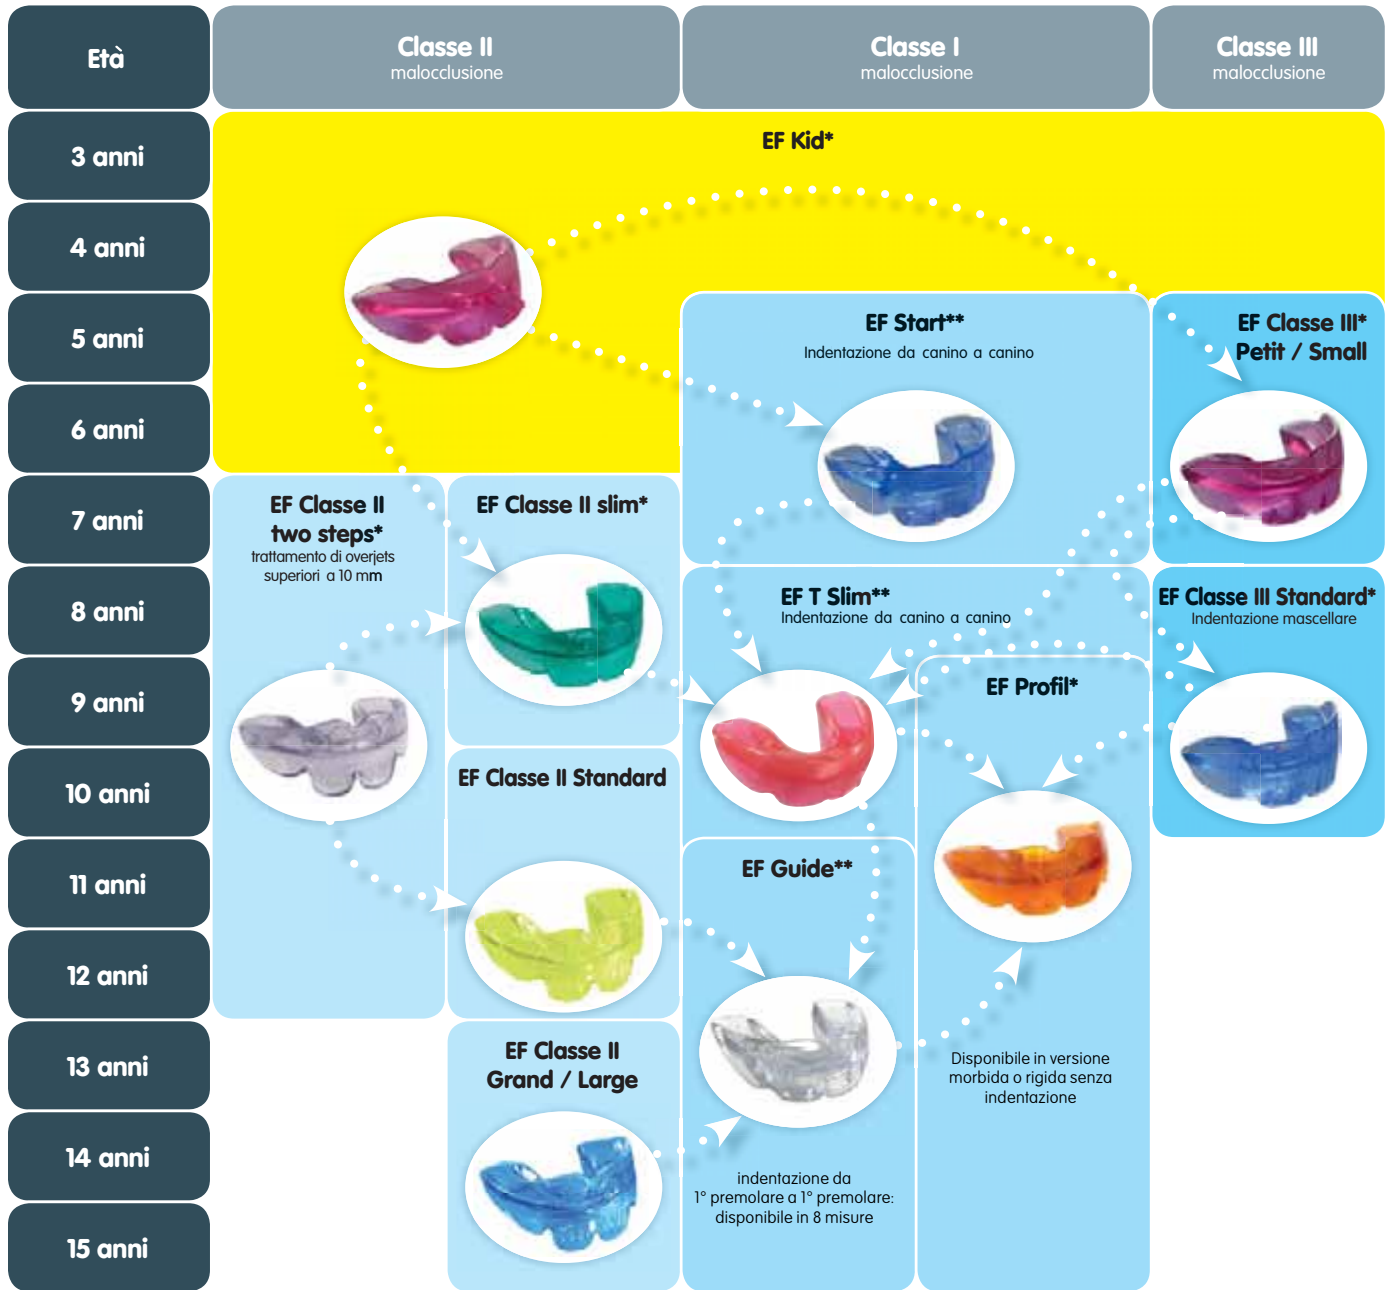 Età
Classe II
malocclusione
Classe I
malocclusione
Classe III
malocclusione
3 anni
4 anni
5 anni
6 anni
7 anni
8 anni
9 anni
10 anni
11 anni
12 anni
13 anni
14 anni
15 anni
EF Kid*
EF Start**
Indentazione da canino a canino
EF Classe III*
Petit / Small
EF Classe II
two steps*
trattamento di overjets
superiori a 10 mm
EF Classe II slim*
EF T Slim**
Indentazione da canino a canino
EF Classe III Standard*
Indentazione mascellare
EF Profil*
EF Classe II Standard
EF Guide**
EF Classe II
Grand / Large
Disponibile in versione
morbida o rigida senza
indentazione
indentazione da
1° premolare a 1° premolare:
disponibile in 8 misure